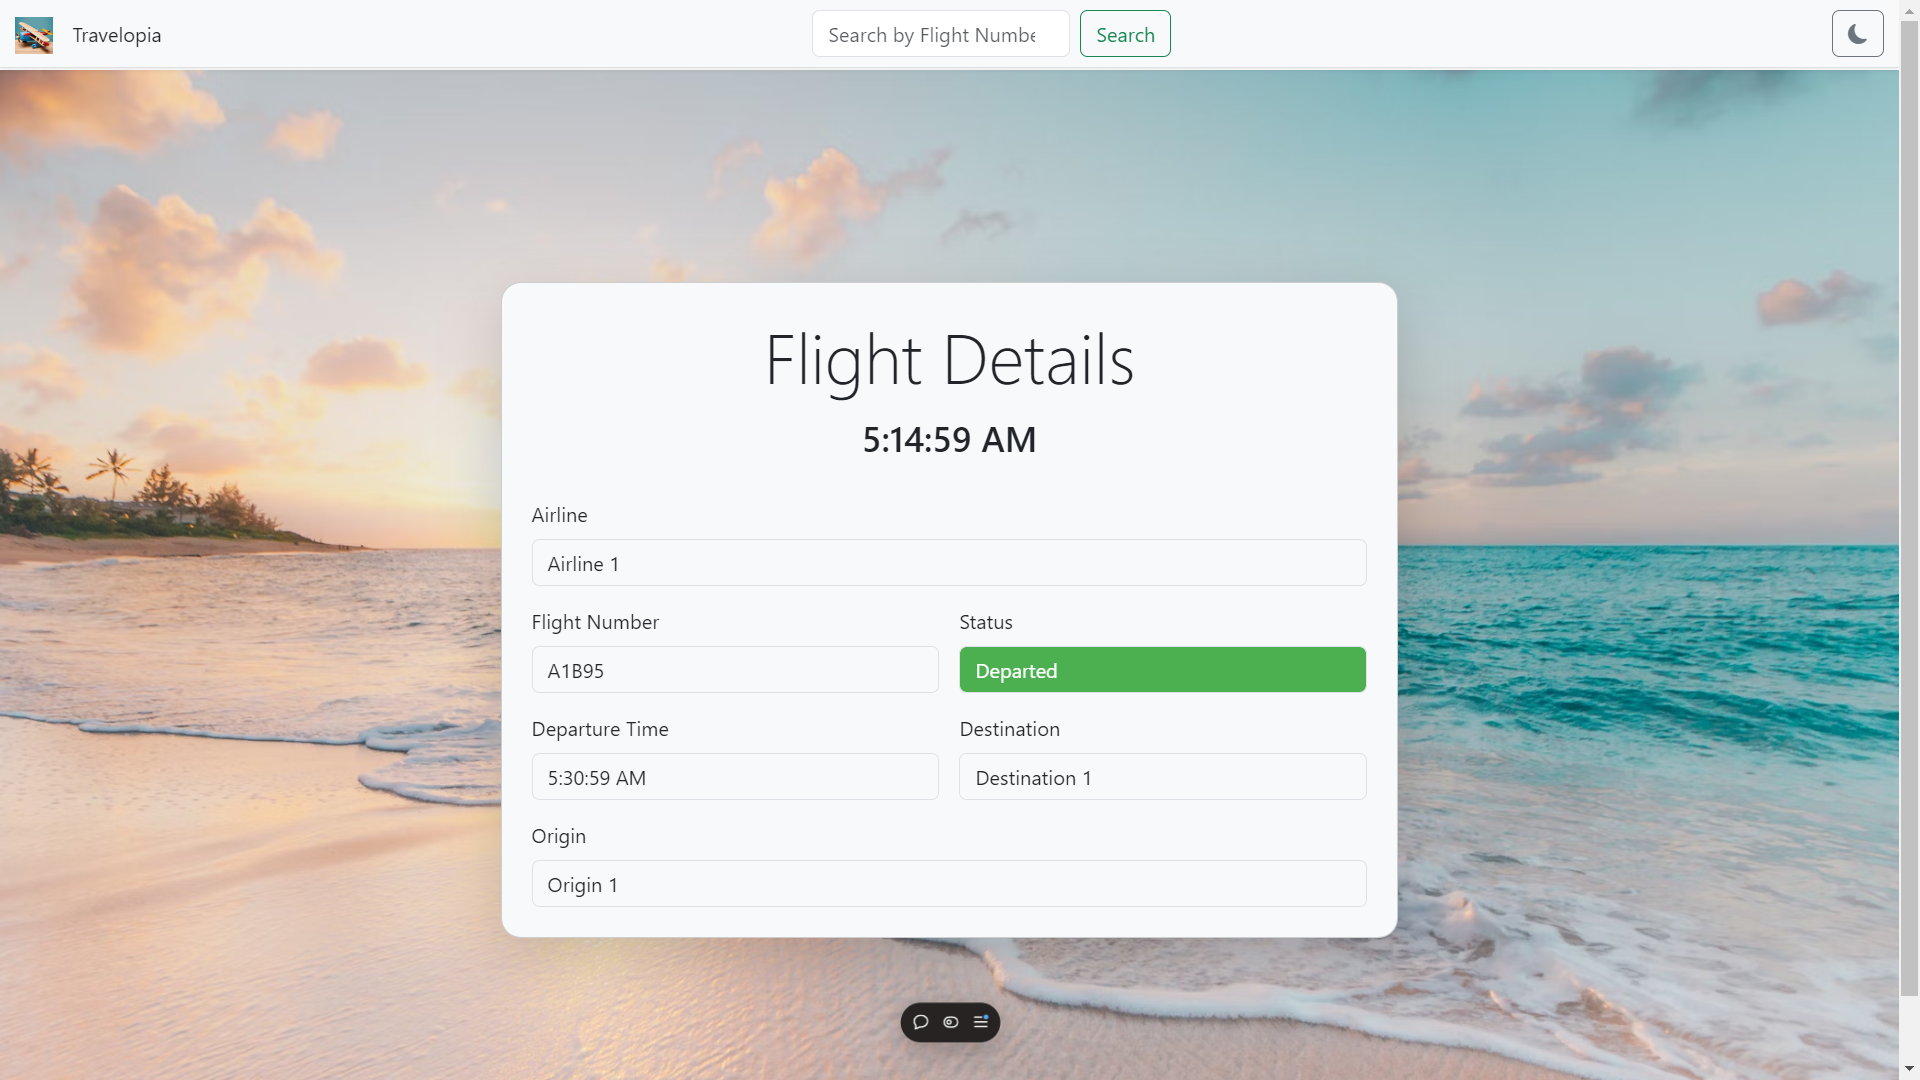 Travelopia
Search by Flight Numbe
Search
Flight Details
5:14:59 AM
Airline
Airline 1
Flight Number
Status
A1B95
Departed
Departure Time
Destination
5:30:59 AM
Destination 1
Origin
Origin 1